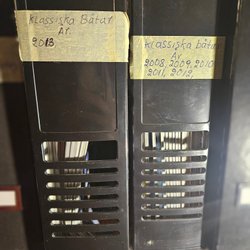 Klassiska Båtar
År.
2013
Klassiska båtar
År
2008, 2009, 2010,
2011, 2012,